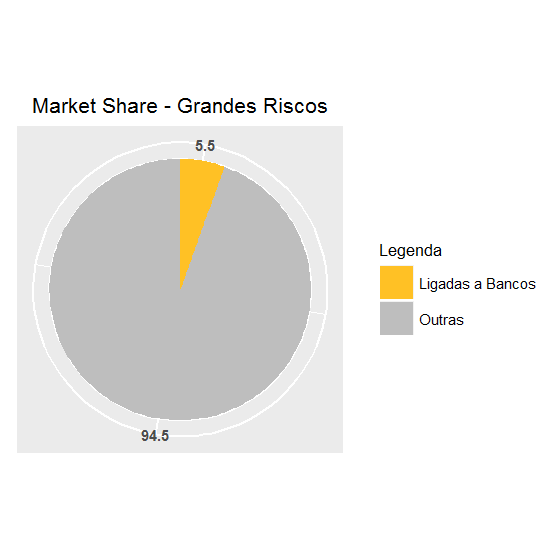 Market Share - Grandes Riscos
5.5
94.5
Legenda
Ligadas a Bancos
Outras